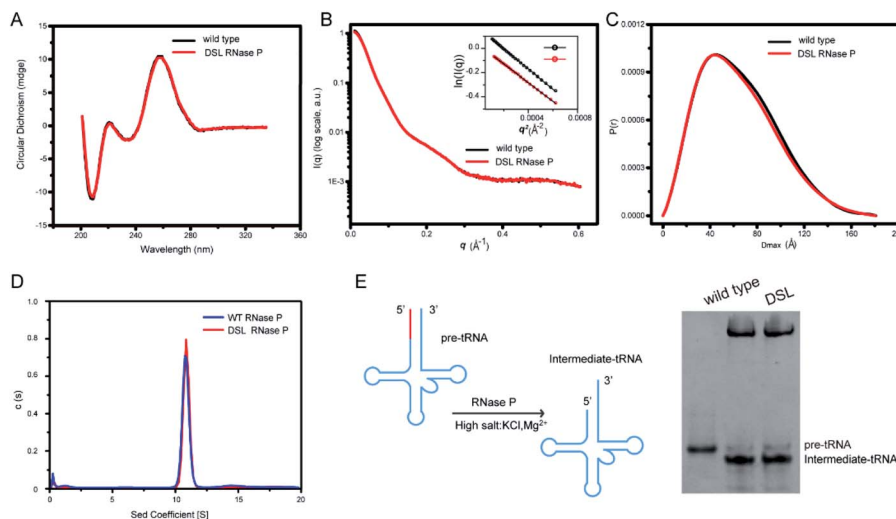 A
wild type
DSL RNase P
Circular Dichroism (mdge)
15
10
5
0
-5
-10
-15
200
240
280
320
360
Wavelength (nm)
B
I(q) (log scale, a.u.)
1
0.1
0.01
1E-3
0.0
0.2
0.4
0.6
q (Å⁻¹)
wild type
DSL RNase P
ln(I(q))
0.0
-0.4
0.0004
0.0008
q²(Å⁻²)
C
wild type
DSL RNase P
P(r)
0.0012
0.0009
0.0006
0.0003
0.0000
0
40
80
120
160
200
Dmax (Å)
D
WT RNase P
DSL RNase P
c (s)
1.0
0.8
0.6
0.4
0.2
0
0
5
10
15
20
Sed Coefficient [S]
E
5’
3’
pre-tRNA
RNase P
High salt:KCl,Mg²⁺
Intermediate-tRNA
3’
5’
wild type
DSL
pre-tRNA
Intermediate-tRNA